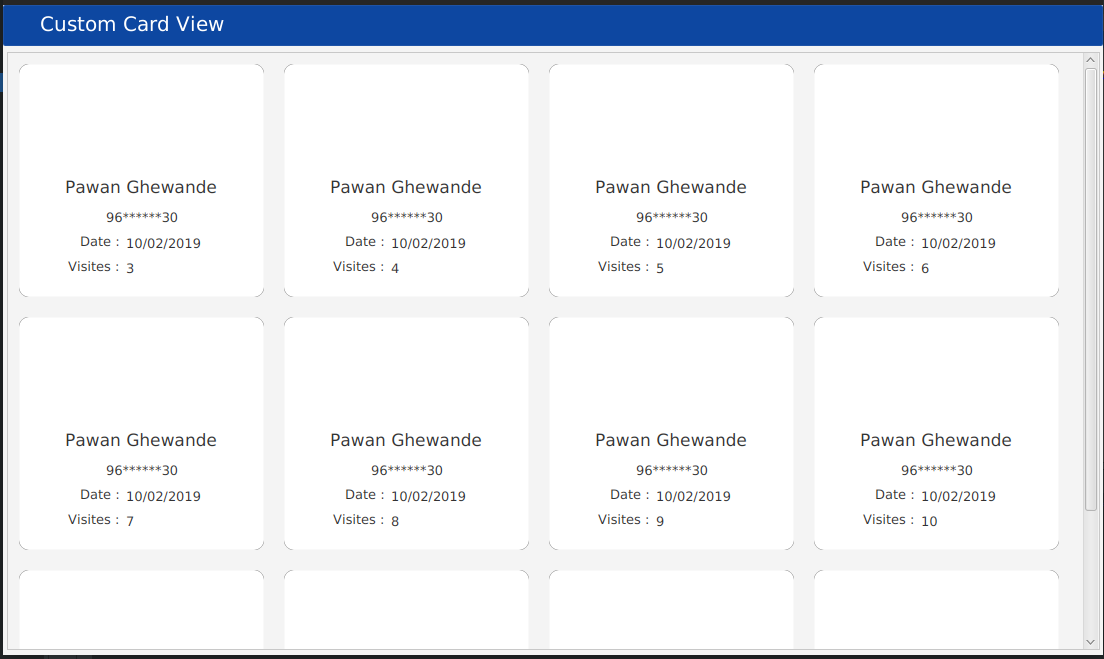 Custom Card View
Pawan Ghewande
96******30
Date : 10/02/2019
Visites : 3
Pawan Ghewande
96******30
Date : 10/02/2019
Visites : 4
Pawan Ghewande
96******30
Date : 10/02/2019
Visites : 5
Pawan Ghewande
96******30
Date : 10/02/2019
Visites : 6
Pawan Ghewande
96******30
Date : 10/02/2019
Visites : 7
Pawan Ghewande
96******30
Date : 10/02/2019
Visites : 8
Pawan Ghewande
96******30
Date : 10/02/2019
Visites : 9
Pawan Ghewande
96******30
Date : 10/02/2019
Visites : 10